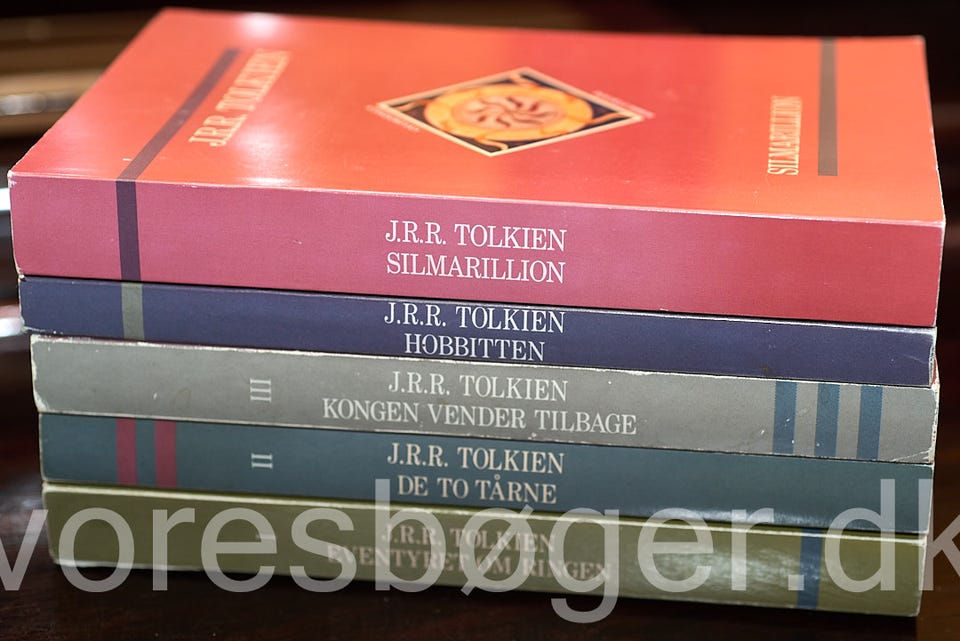 J.R.R. TOLKIEN
SILMARILLION
J.R.R. TOLKIEN
SILMARILLION
J.R.R. TOLKIEN
HOBBITTEN
III
J.R.R. TOLKIEN
KONGEN VENDER TILBAGE
II
J.R.R. TOLKIEN
DE TO TÅRNE
I
J.R.R. TOLKIEN
EVENTYRET OM RINGEN
voresbøger.dk